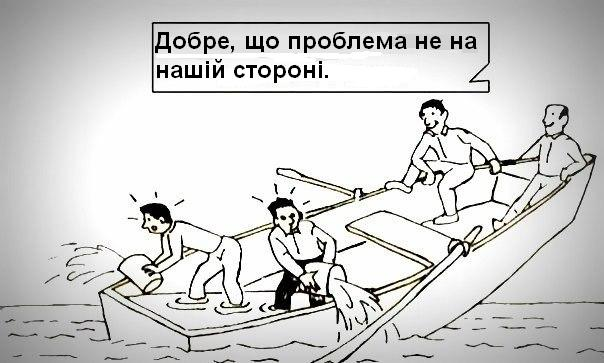 Добре, що проблема не на
нашій стороні.